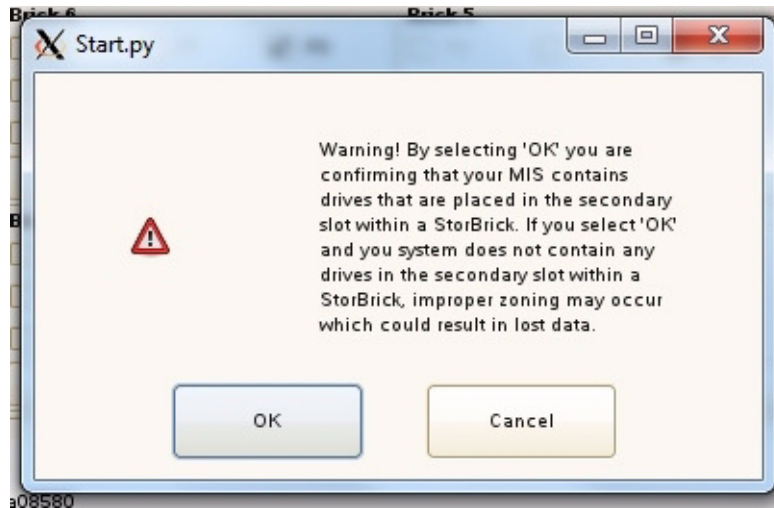 Brick 6
Brick 5
Start.py
Warning! By selecting 'OK' you are
confirming that your MIS contains
drives that are placed in the secondary
slot within a StorBrick. If you select 'OK'
and you system does not contain any
drives in the secondary slot within a
StorBrick, improper zoning may occur
which could result in lost data.
OK
Cancel
a08580